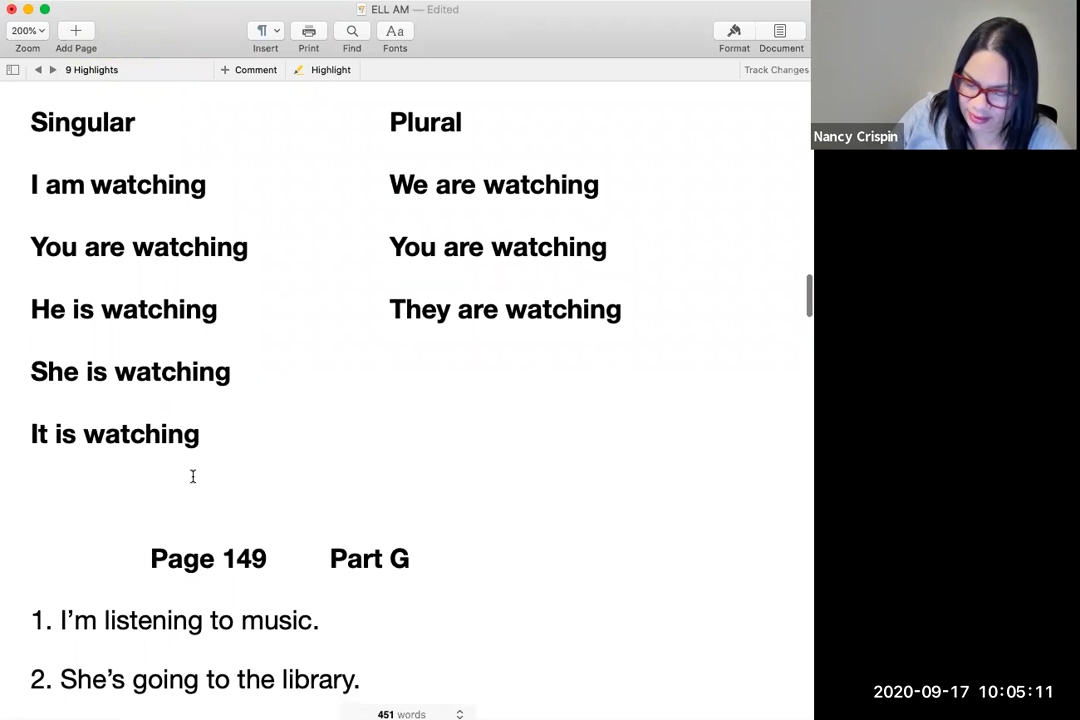 ELL AM — Edited
200%
Zoom
Add Page
Insert
Print
Find
Fonts
Format
Document
9 Highlights
Comment
Highlight
Track Changes
Singular Plural
I am watching We are watching
You are watching You are watching
He is watching They are watching
She is watching
It is watching
Page 149 Part G
1. I'm listening to music.
2. She's going to the library.
451 words
Nancy Crispin
2020-09-17 10:05:11